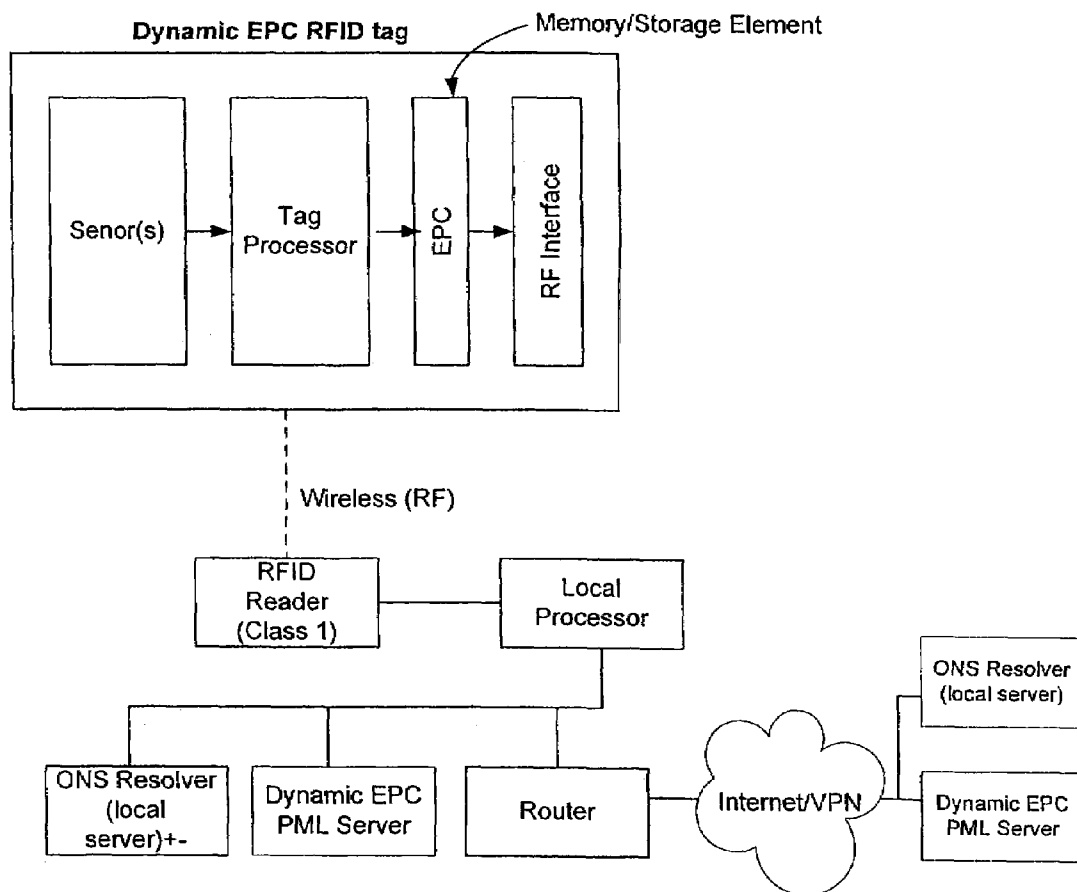 Dynamic EPC RFID tag
Memory/Storage Element
Senor(s)
Tag
Processor
EPC
RF Interface
Wireless (RF)
RFID
Reader
(Class 1)
Local
Processor
ONS Resolver
(local server)
ONS Resolver
(local
server)+-
Dynamic EPC
PML Server
Router
Internet/VPN
Dynamic EPC
PML Server